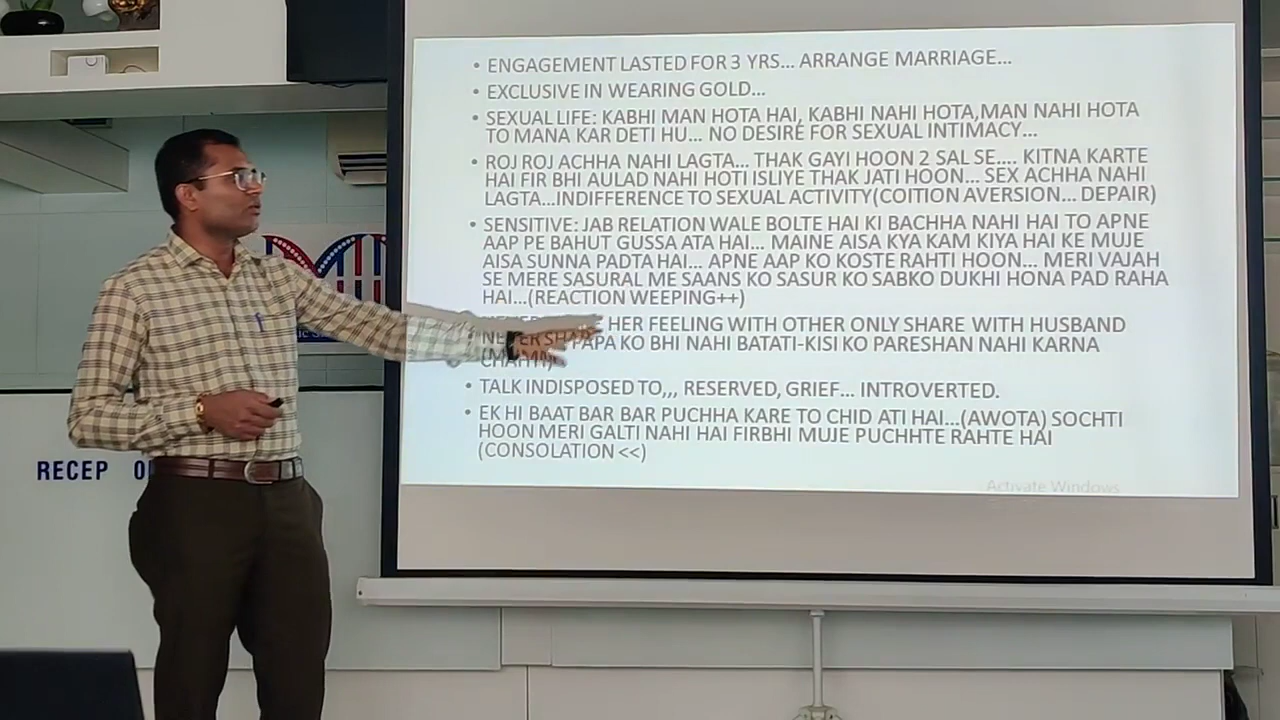 ENGAGEMENT LASTED FOR 3 YRS... ARRANGE MARRIAGE...
EXCLUSIVE IN WEARING GOLD...
SEXUAL LIFE: KABHI MAN HOTA HAI, KABHI NAHI HOTA,MAN NAHI HOTA
TO MANA KAR DETI HU... NO DESIRE FOR SEXUAL INTIMACY...
ROJ ROJ ACHHA NAHI LAGTA... THAK GAYI HOON 2 SAL SE.... KITNA KARTE
HAI FIR BHI AULAD NAHI HOTI ISLIYE THAK JATI HOON... SEX ACHHA NAHI
LAGTA...INDIFFERENCE TO SEXUAL ACTIVITY(COITION AVERSION... DEPAIR)
SENSITIVE: JAB RELATION WALE BOLTE HAI KI BACHHA NAHI HAI TO APNE
AAP PE BAHUT GUSSA ATA HAI... MAINE AISA KYA KAM KIYA HAI KE MUJE
AISA SUNNA PADTA HAI... APNE AAP KO KOSTE RAHTI HOON... MERI VAJAH
SE MERE SASURAL ME SAANS KO SASUR KO SABKO DUKHI HONA PAD RAHA
HAI...(REACTION WEEPING++)
HER FEELING WITH OTHER ONLY SHARE WITH HUSBAND
KO BHI NAHI BATATI-KISI KO PARESHAN NAHI KARNA
TALK INDISPOSED TO,,, RESERVED, GRIEF... INTROVERTED.
EK HI BAAT BAR BAR PUCHHA KARE TO CHID ATI HAI...(AWOTA) SOCHTI
HOON MERI GALTI NAHI HAI FIRBHI MUJE PUCHHTE RAHTE HAI
(CONSOLATION <<)
Activate Windows
RECEP